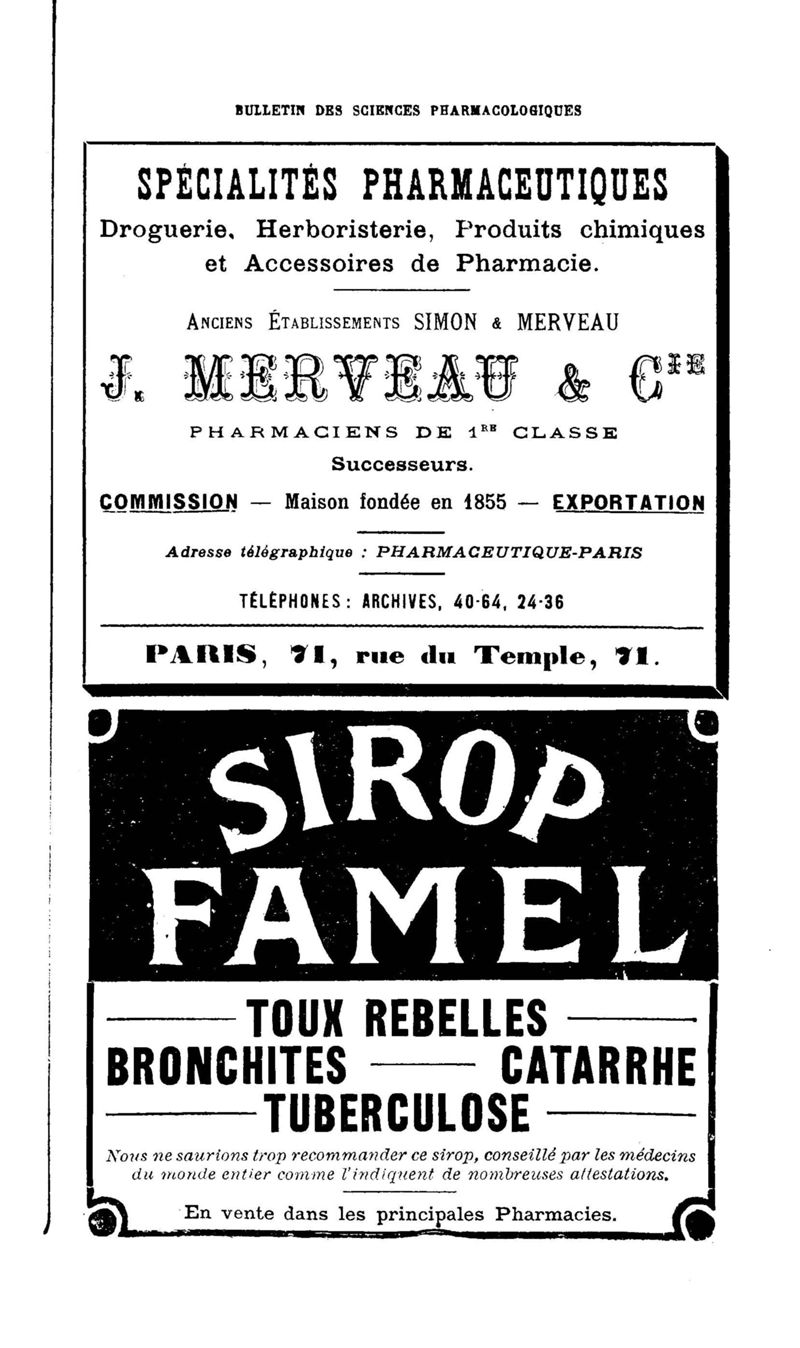 BULLETIN DES SCIENCES PHARMACOLOGIQUES
SPÉCIALITÉS PHARMACEUTIQUES
Droguerie, Herboristerie, Produits chimiques
et Accessoires de Pharmacie.
ANCIENS ÉTABLISSEMENTS SIMON & MERVEAU
J. MERVEAU & CIE
PHARMACIENS DE 1RE CLASSE
Successeurs.
COMMISSION — Maison fondée en 1855 — EXPORTATION
Adresse télégraphique : PHARMACEUTIQUE-PARIS
TÉLÉPHONES : ARCHIVES, 40-64, 24-36
PARIS, 71, rue du Temple, 71.
SIROP
FAMEL
TOUX REBELLES
BRONCHITES — CATARRHE
TUBERCULOSE
Nous ne saurions trop recommander ce sirop, conseillé par les médecins
du monde entier comme l'indiquent de nombreuses attestations.
En vente dans les principales Pharmacies.